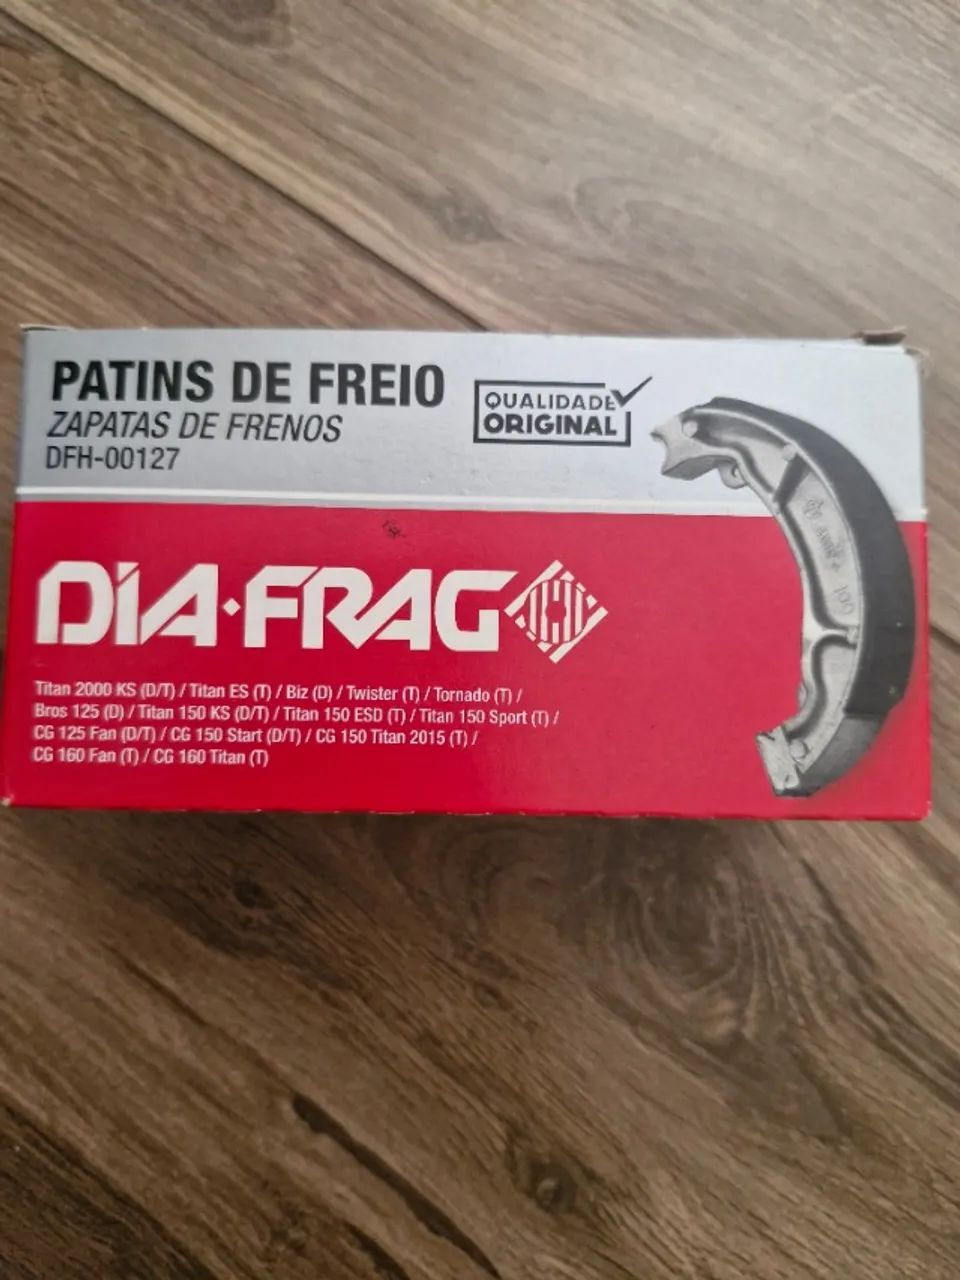 PATINS DE FREIO
ZAPATAS DE FRENOS
DFH-00127
QUALIDADE
ORIGINAL
DIA-FRAG
Titan 2000 KS (D/T) / Titan ES (T) / Biz (D) / Twister (T) / Tornado (T) /
Bros 125 (D) / Titan 150 KS (D/T) / Titan 150 ESD (T) / Titan 150 Sport (T) /
CG 125 Fan (D/T) / CG 150 Start (D/T) / CG 150 Titan 2015 (T) /
CG 160 Fan (T) / CG 160 Titan (T)